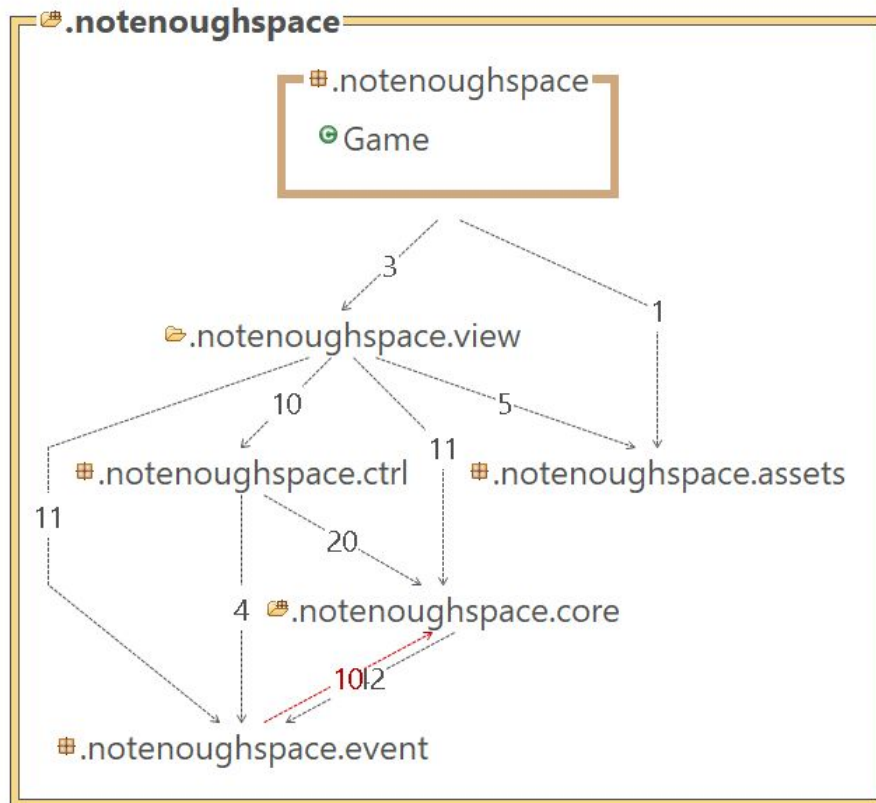 .notenoughspace
.notenoughspace
Game
3
1
.notenoughspace.view
10
5
11
.notenoughspace.ctrl
.notenoughspace.assets
11
20
4
.notenoughspace.core
10
.notenoughspace.event